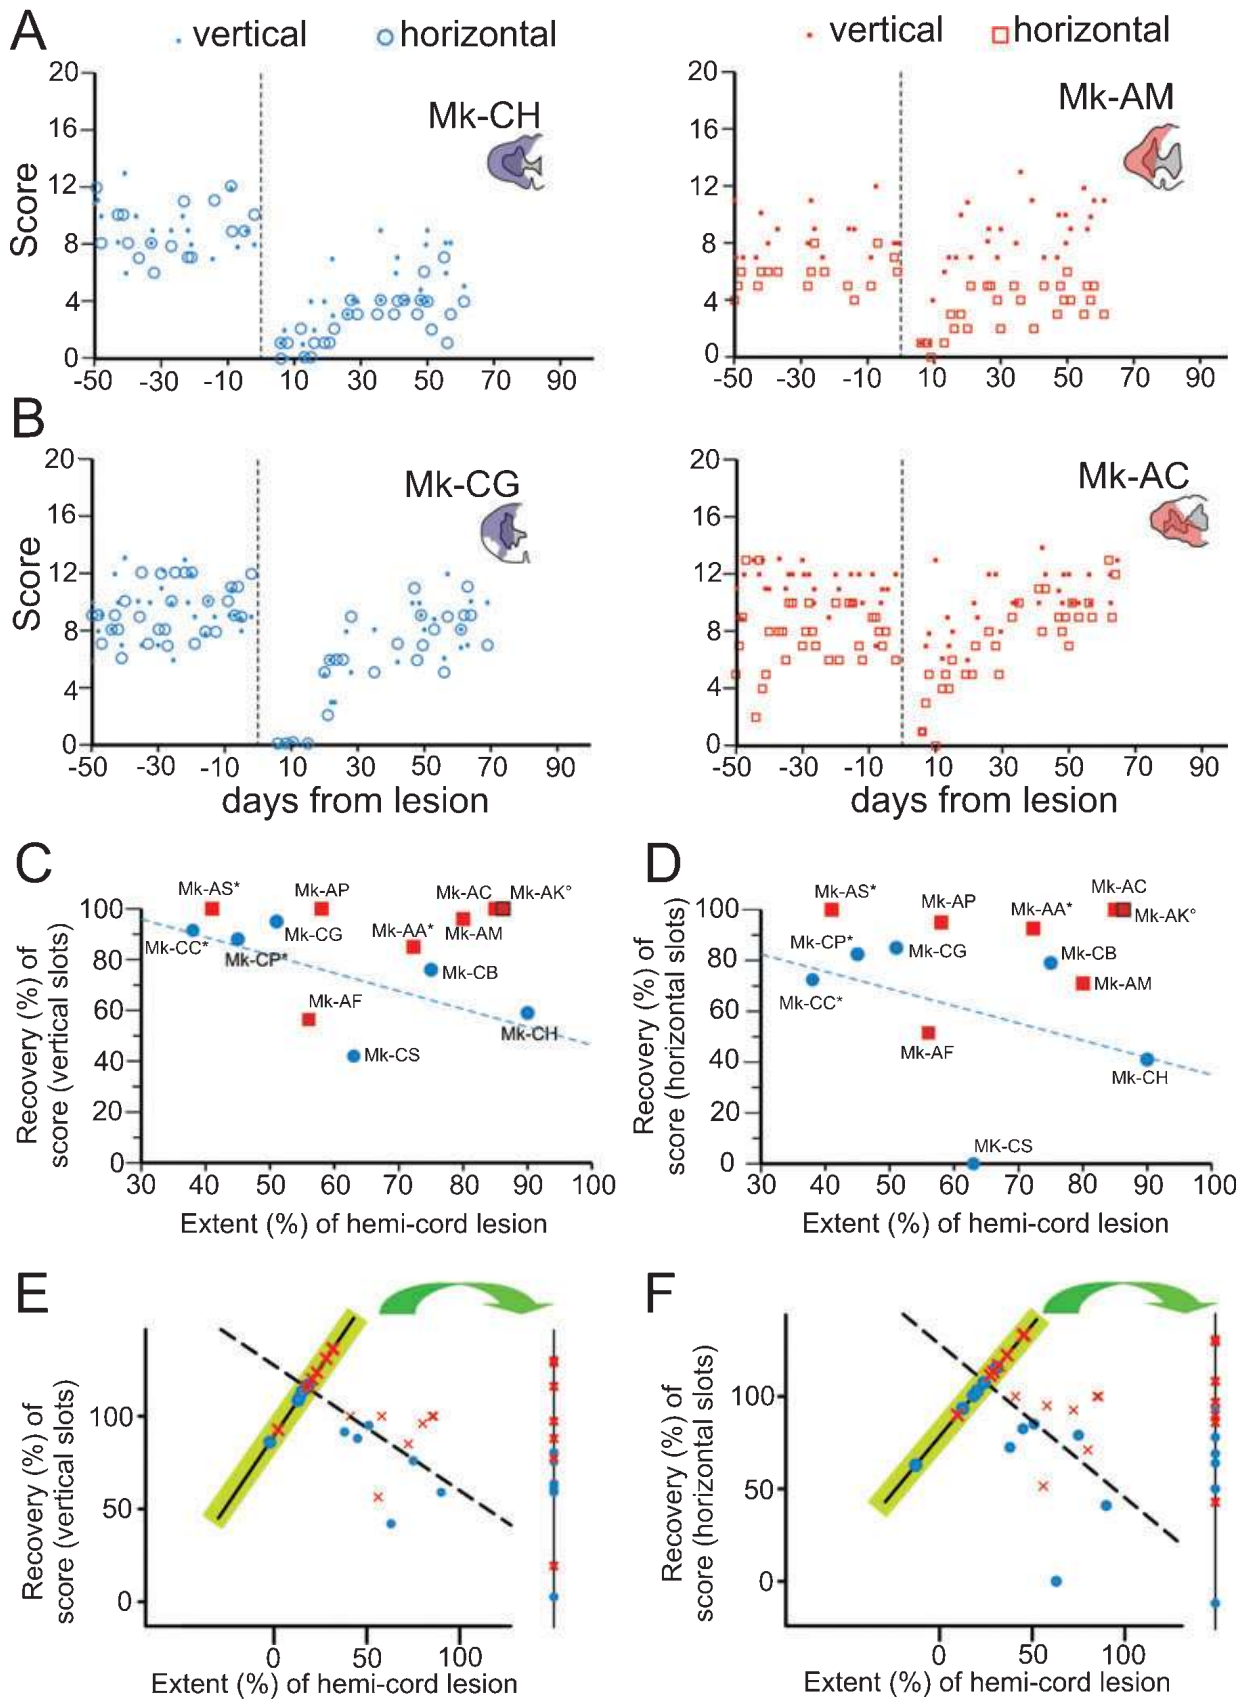 A
vertical horizontal
vertical horizontal
Mk-CH
Mk-AM
Score
20
16
12
8
4
0
-50 -30 -10 10 30 50 70 90
20
16
12
8
4
0
-50 -30 -10 10 30 50 70 90
B
Mk-CG
Mk-AC
Score
20
16
12
8
4
0
-50 -30 -10 10 30 50 70 90
days from lesion
20
16
12
8
4
0
-50 -30 -10 10 30 50 70 90
days from lesion
C
Recovery (%) of
score (vertical slots)
100
80
60
40
20
0
Mk-AS*
Mk-AP
Mk-AC
Mk-AK°
Mk-CC*
Mk-CP*
Mk-CG
Mk-AA*
Mk-AM
Mk-CB
Mk-AF
Mk-CS
Mk-CH
30 40 50 60 70 80 90 100
Extent (%) of hemi-cord lesion
D
Recovery (%) of
score (horizontal slots)
100
80
60
40
20
0
Mk-AS*
Mk-AP
Mk-AC
Mk-AA*
Mk-AK°
Mk-CP*
Mk-CG
Mk-CB
Mk-CC*
Mk-AM
Mk-AF
Mk-CH
MK-CS
30 40 50 60 70 80 90 100
Extent (%) of hemi-cord lesion
E
Recovery (%) of
score (vertical slots)
100
50
0
0 50 100
Extent (%) of hemi-cord lesion
F
Recovery (%) of
score (horizontal slots)
100
50
0
0 50 100
Extent (%) of hemi-cord lesion